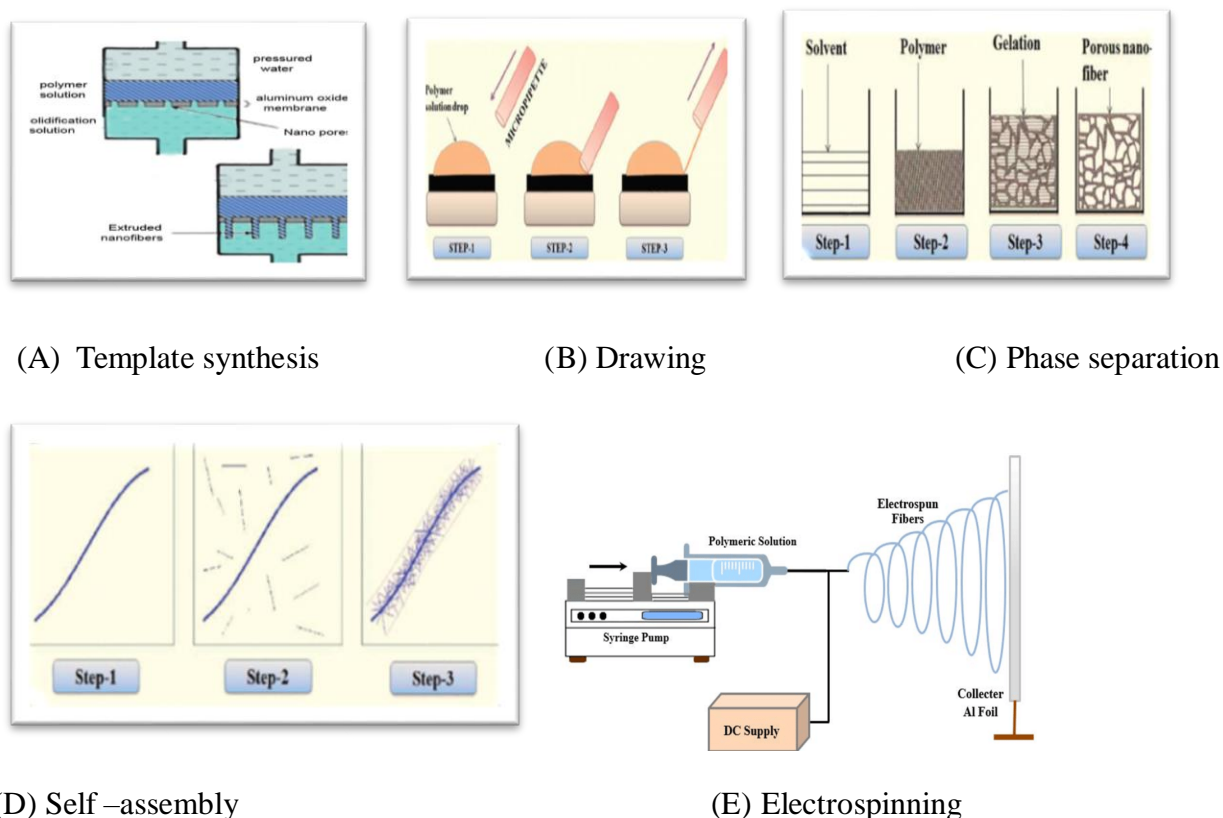 pressured
water
polymer
solution
aluminum oxide
membrane
olidification
solution
Nano pores
Extruded
nanofibers
Polymer
solution drop
MICROPIPETTE
STEP-1
STEP-2
STEP-3
Solvent
Polymer
Gelation
Porous nano-
fiber
Step-1
Step-2
Step-3
Step-4
(A) Template synthesis
(B) Drawing
(C) Phase separation
Step-1
Step-2
Step-3
Electrospun
Fibers
Polymeric Solution
Syringe Pump
DC Supply
Collecter
Al Foil
(D) Self –assembly
(E) Electrospinning